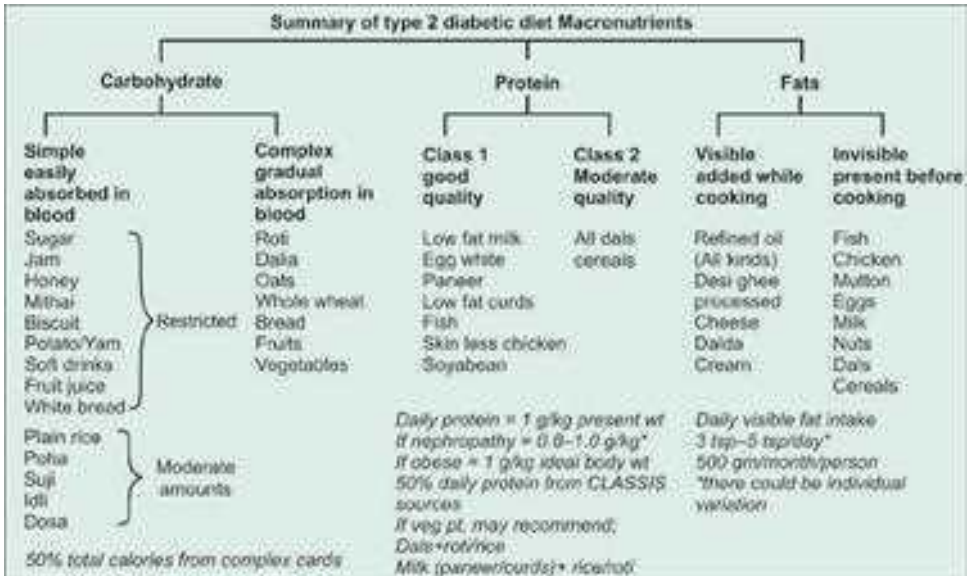 Summary of type 2 diabetic diet Macronutrients
Carbohydrate
Protein
Fats
Simple
easily
absorbed in
blood
Sugar
Jam
Honey
Mithai
Biscuit
Potato/Yam
Soft drinks
Fruit juice
White bread
Restricted
Plain rice
Poha
Suji
Idli
Dosa
Moderate
amounts
50% total calories from complex cards
Complex
gradual
absorption in
blood
Roti
Dalia
Oats
Whole wheat
Bread
Fruits
Vegetables
Class 1
good
quality
Low fat milk
Egg white
Paneer
Low fat curds
Fish
Skin less chicken
Soyabean
Class 2
Moderate
quality
All dals
cereals
Daily protein = 1 g/kg present wt
If nephropathy = 0.8–1.0 g/kg*
If obese = 1 g/kg ideal body wt
50% daily protein from CLASSIS
sources
If veg pt. may recommend;
Dals+roti/rice
Milk (paneer/curds)+ rice/roti
Visible
added while
cooking
Refined oil
(All kinds)
Desi ghee
processed
Cheese
Dalda
Cream
Invisible
present before
cooking
Fish
Chicken
Mutton
Eggs
Milk
Nuts
Dals
Cereals
Daily visible fat intake
3 tsp–5 tsp/day*
500 gm/month/person
*there could be individual
variation